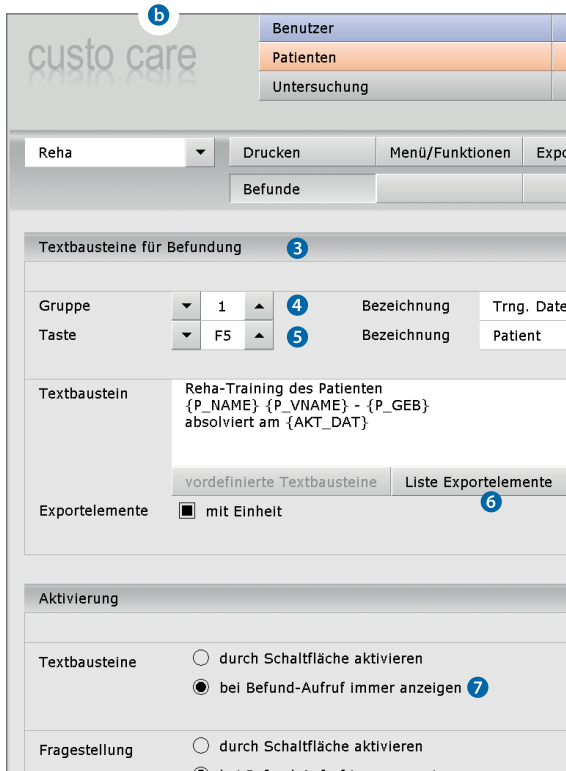 b
custo care
Benutzer
Patienten
Untersuchung
Reha
Drucken
Menü/Funktionen
Befunde
Textbausteine für Befundung 3
Gruppe 1 4 Bezeichnung Trng.
Taste F5 5 Bezeichnung Patient
Textbaustein
Reha-Training des Patienten
{P_NAME} {P_VNAME} - {P_GEB}
absolviert am {AKT_DAT}
vordefinierte Textbausteine Liste Exportelemente
6
Exportelemente mit Einheit
Aktivierung
Textbausteine
durch Schaltfläche aktivieren
bei Befund-Aufruf immer anzeigen 7
Fragestellung
durch Schaltfläche aktivieren